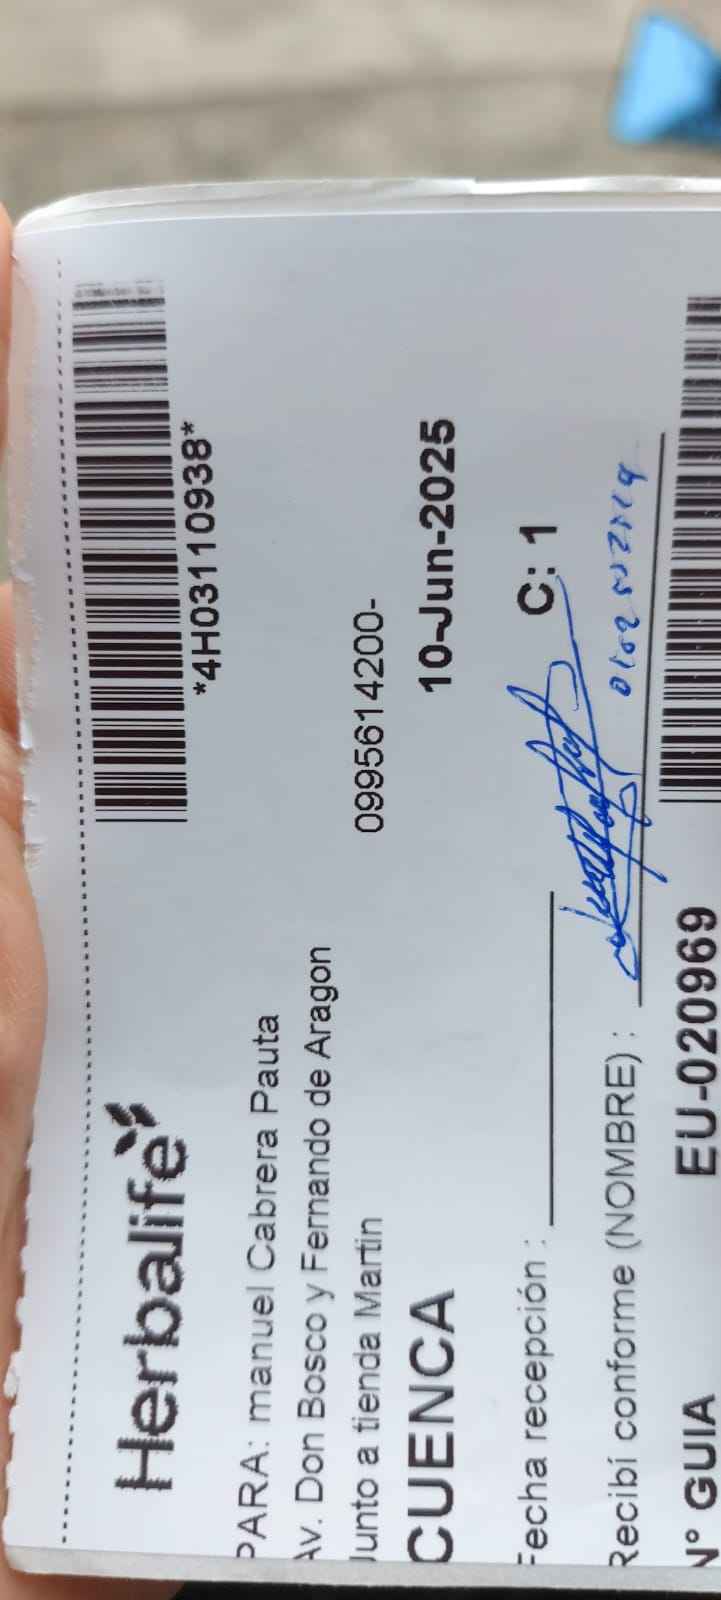 Herbalife
*4H03110938*
PARA: manuel Cabrera Pauta
Av. Don Bosco y Fernando de Aragon
Junto a tienda Martin
0995614200-
CUENCA
10-Jun-2025
Fecha recepción :
C: 1
Recibí conforme (NOMBRE) :
N° GUIA
EU-020969